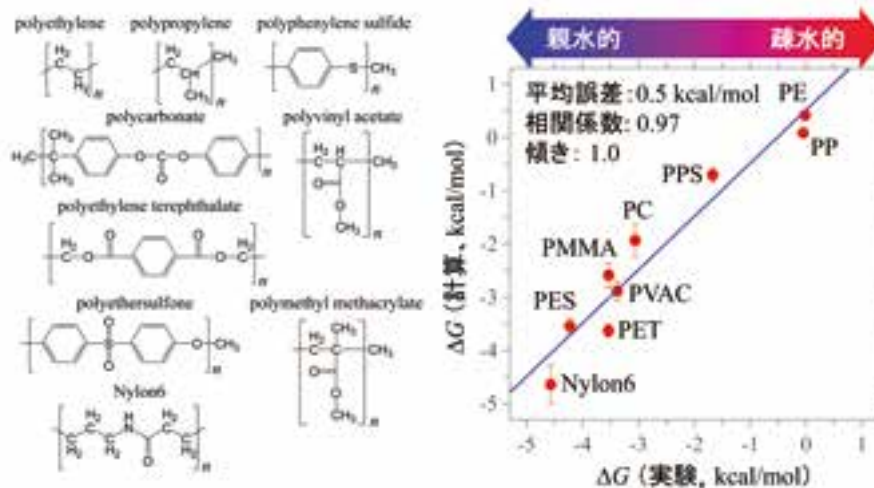 polyethylene
polypropylene
polyphenylene sulfide
polycarbonate
polyvinyl acetate
polyethylene terephthalate
polyethersulfone
polymethyl methacrylate
Nylon6
親水的
疎水的
平均誤差:0.5 kcal/mol
相関係数: 0.97
傾き: 1.0
PE
PP
PPS
PC
PMMA
PVAC
PES
PET
Nylon6
ΔG (計算, kcal/mol)
1
0
-1
-2
-3
-4
-5
-5 -4 -3 -2 -1 0 1
ΔG (実験, kcal/mol)